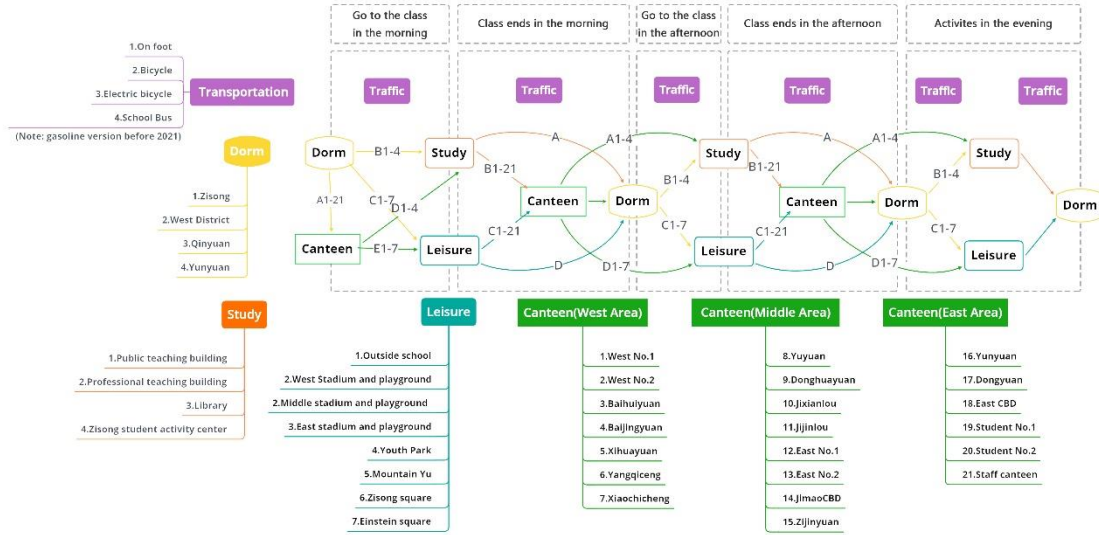 Go to the class
in the morning
Class ends in the morning
Go to the class
in the afternoon
Class ends in the afternoon
Activites in the evening
1.On foot
2.Bicycle
3.Electric bicycle
4.School Bus
(Note: gasoline version before 2021)
Transportation
Traffic
Traffic
Traffic
Traffic
Traffic
Traffic
Dorm
1.Zisong
2.West District
3.Qinyuan
4.Yunyuan
Dorm
B1-4
Study
A
A1-4
Study
A
A1-4
Study
B1-21
B1-4
B1-21
B1-4
A1-21
C1-7
D1-4
Canteen
Dorm
Canteen
Dorm
Dorm
Canteen
E1-7
Leisure
C1-21
D
D1-7
C1-7
Leisure
C1-21
D
D1-7
C1-7
Leisure
Study
1.Public teaching building
2.Professional teaching building
3.Library
4.Zisong student activity center
Leisure
1.Outside school
2.West Stadium and playground
2.Middle stadium and playground
3.East stadium and playground
4.Youth Park
5.Mountain Yu
6.Zisong square
7.Einstein square
Canteen(West Area)
1.West No.1
2.West No.2
3.Baihuiyuan
4.Baijingyuan
5.Xihuayuan
6.Yangqiceng
7.Xiaochicheng
Canteen(Middle Area)
8.Yuyuan
9.Donghuayuan
10.Jixianlou
11.Jijinlou
12.East No.1
13.East No.2
14.JimaoCBD
15.Zijinyuan
Canteen(East Area)
16.Yunyuan
17.Dongyuan
18.East CBD
19.Student No.1
20.Student No.2
21.Staff canteen